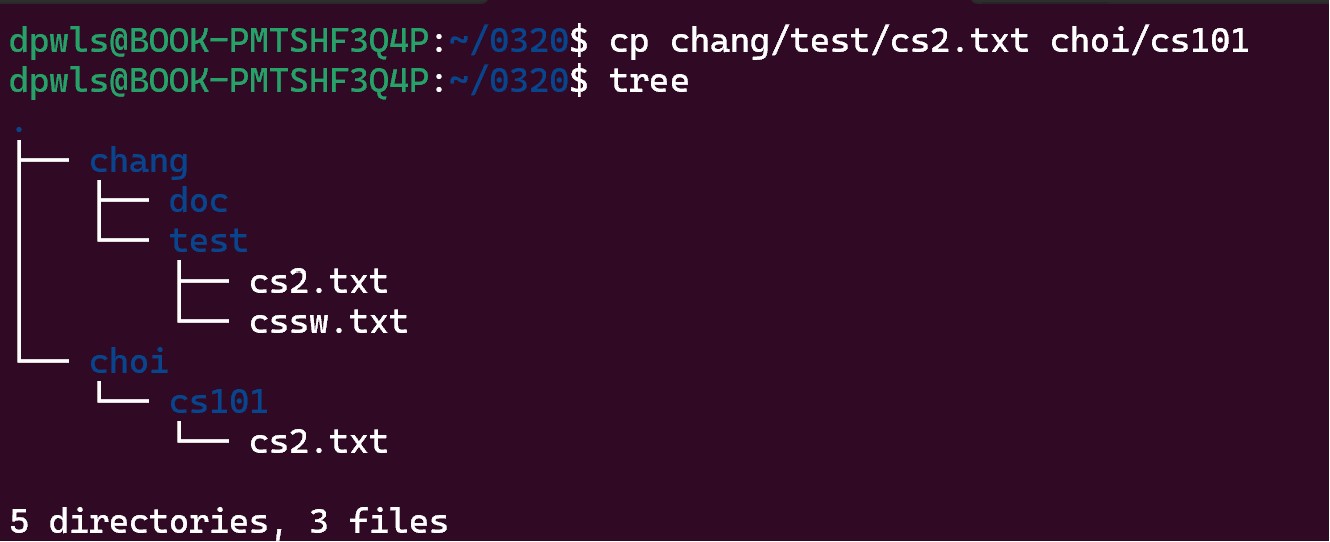 dpwls@BOOK-PMTSHF3Q4P:~/0320$ cp chang/test/cs2.txt choi/cs101
dpwls@BOOK-PMTSHF3Q4P:~/0320$ tree
.
├── chang
│   ├── doc
│   └── test
│       ├── cs2.txt
│       └── cssw.txt
└── choi
    └── cs101
        └── cs2.txt
5 directories, 3 files